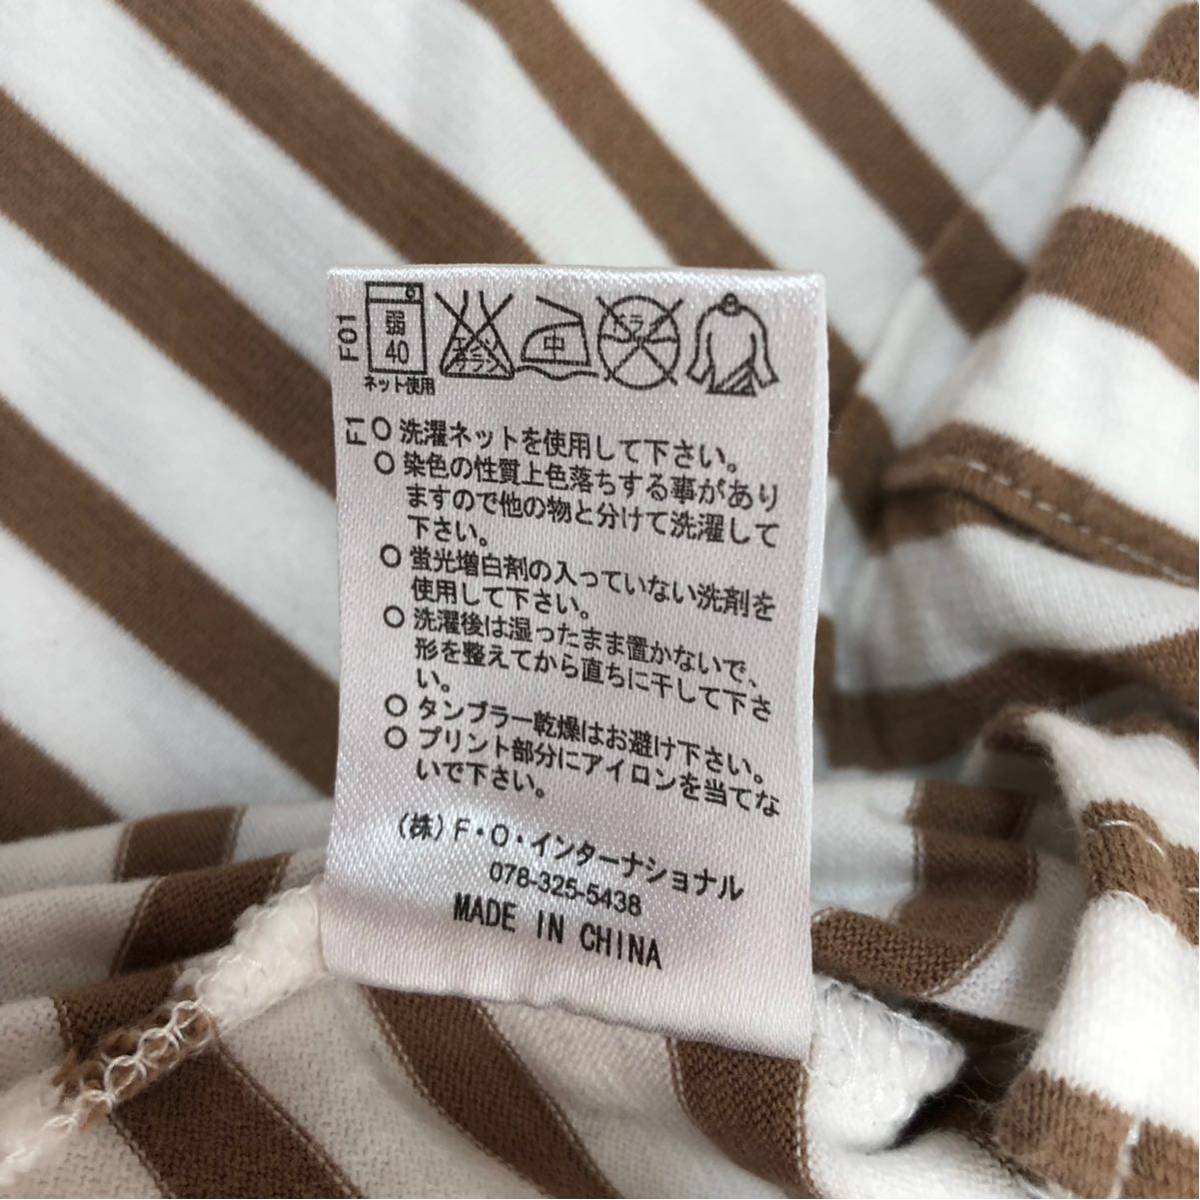 F01
弱
40
ネット使用
エンソ
サラシ
中
ドライ
F1
○ 洗濯ネットを使用して下さい。
○ 染色の性質上色落ちする事があり
ますので他の物と分けて洗濯して
下さい。
○ 蛍光増白剤の入っていない洗剤を
使用して下さい。
○ 洗濯後は湿ったまま置かないで、
形を整えてから直ちに干して下さ
い。
○ タンブラー乾燥はお避け下さい。
○ プリント部分にアイロンを当てな
いで下さい。
(株)F・O・インターナショナル
078-325-5438
MADE IN CHINA